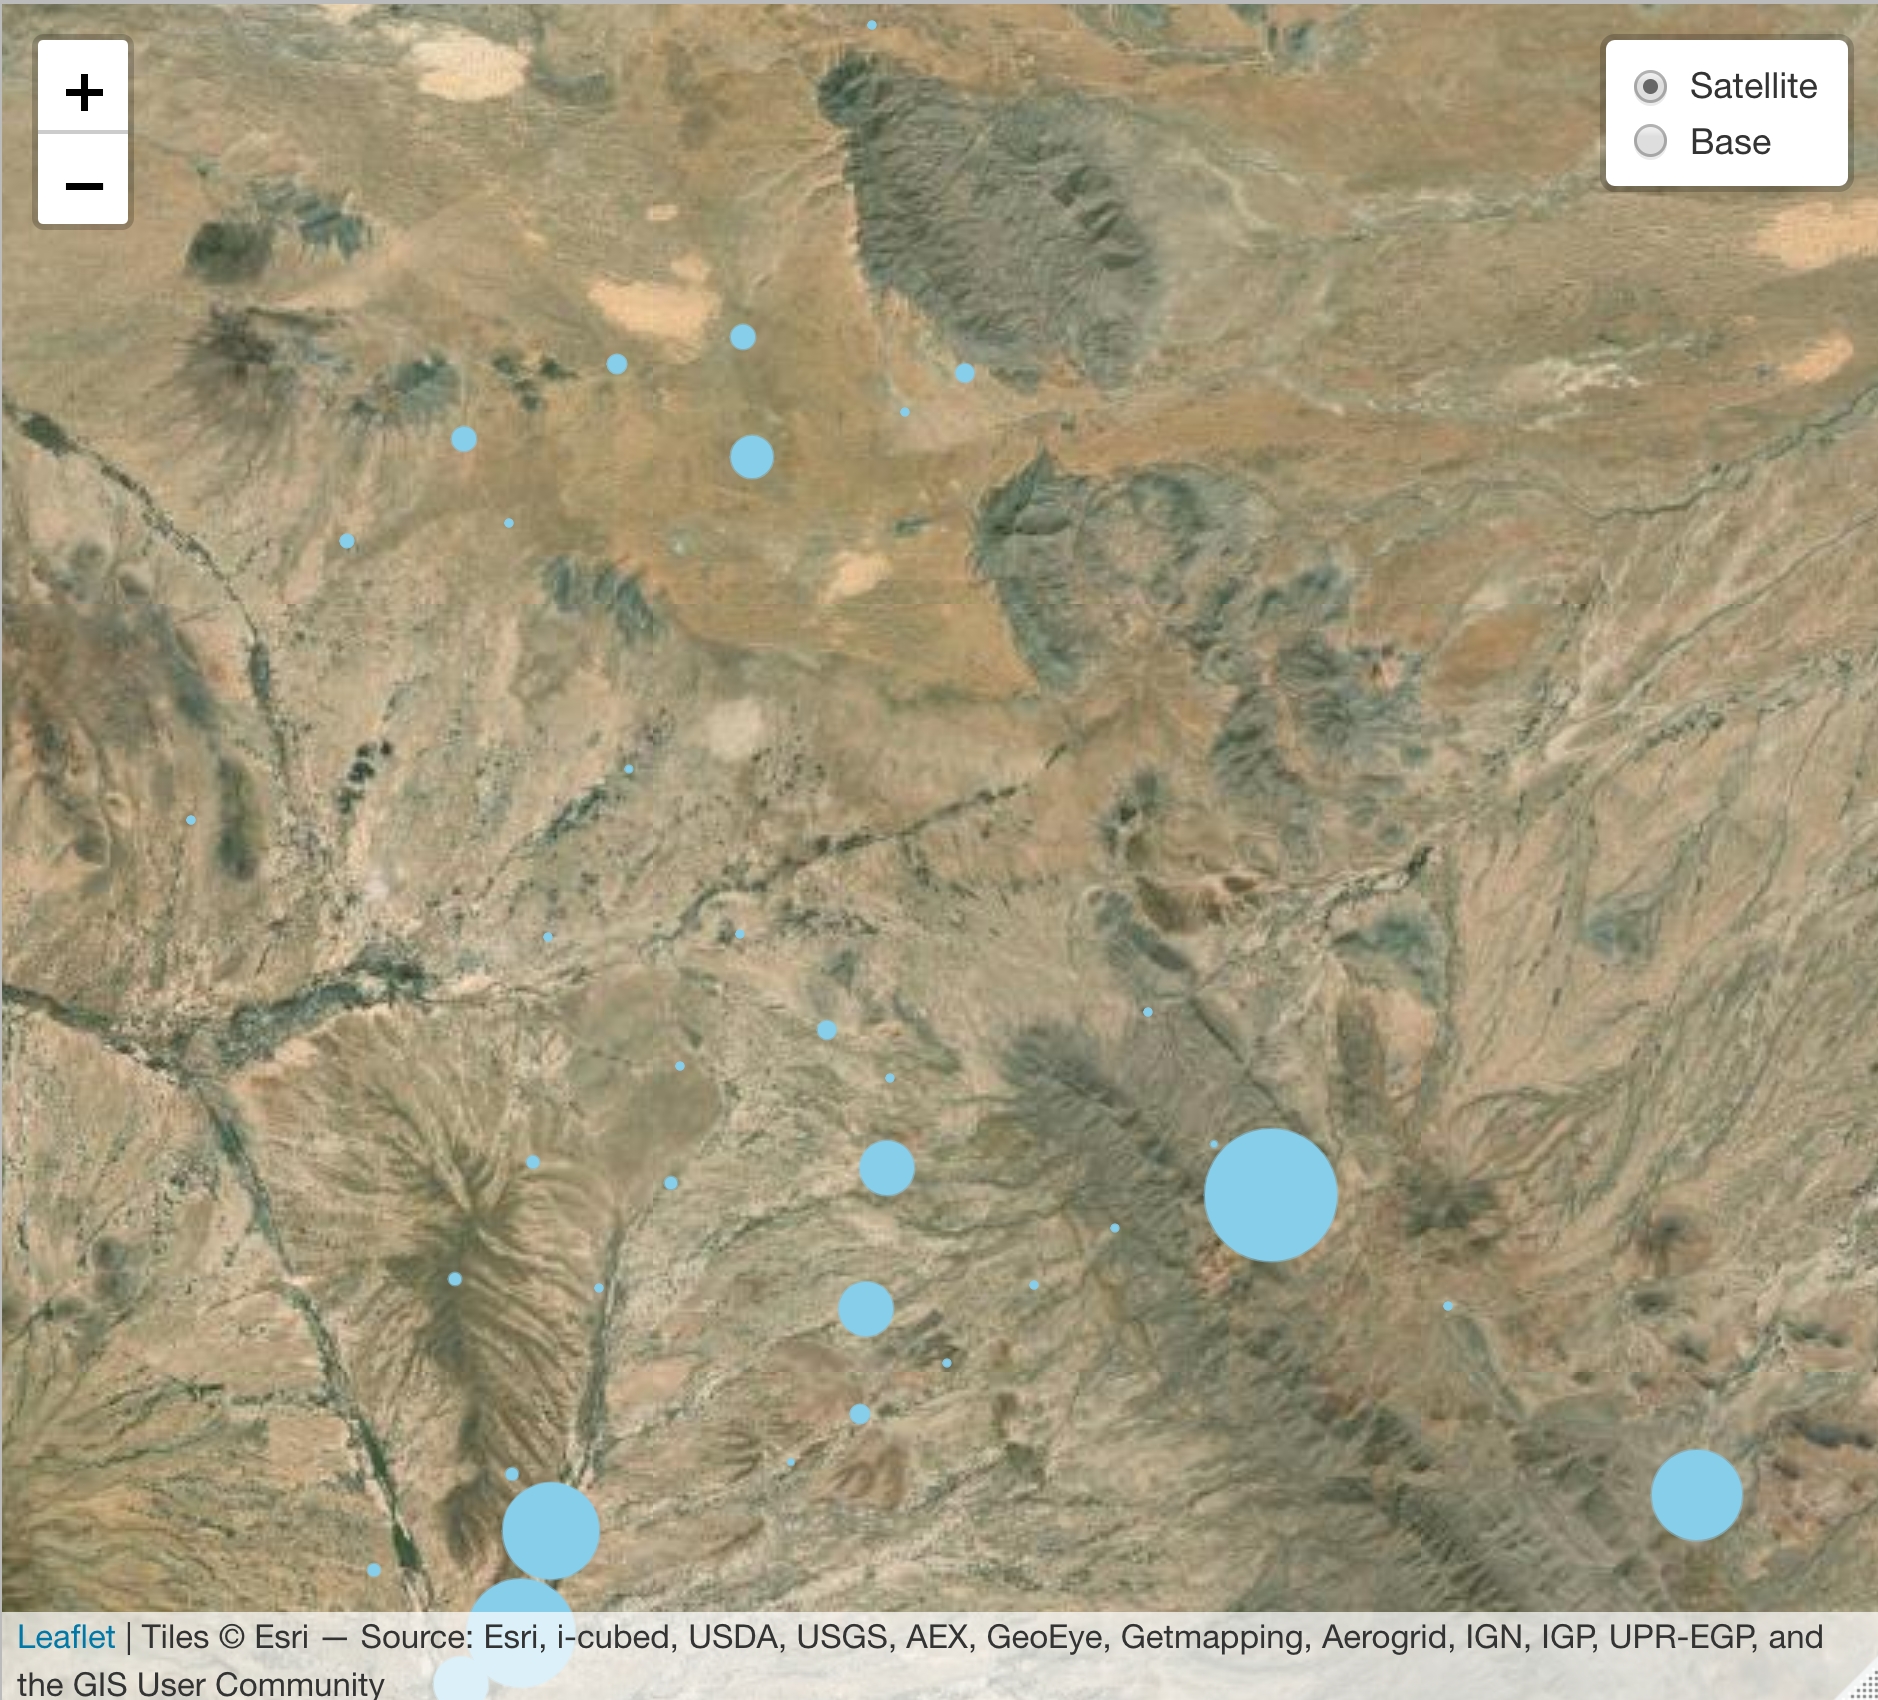 +
Satellite
Base
−
Leaflet | Tiles © Esri — Source: Esri, i-cubed, USDA, USGS, AEX, GeoEye, Getmapping, Aerogrid, IGN, IGP, UPR-EGP, and
the GIS User Community